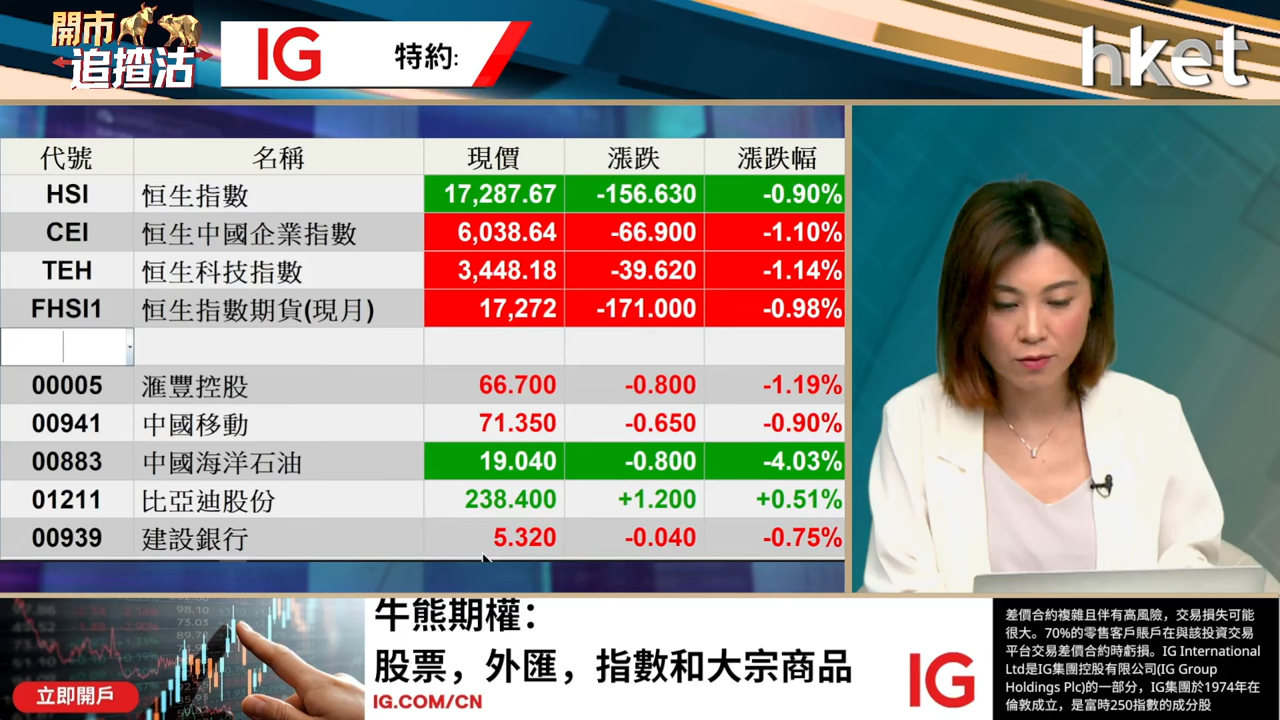 開市
追揸沽
IG 特約:
hket
代號 名稱 現價 漲跌 漲跌幅
HSI 恒生指數 17,287.67 -156.630 -0.90%
CEI 恒生中國企業指數 6,038.64 -66.900 -1.10%
TEH 恒生科技指數 3,448.18 -39.620 -1.14%
FHSI1 恒生指數期貨(現月) 17,272 -171.000 -0.98%
00005 滙豐控股 66.700 -0.800 -1.19%
00941 中國移動 71.350 -0.650 -0.90%
00883 中國海洋石油 19.040 -0.800 -4.03%
01211 比亞迪股份 238.400 +1.200 +0.51%
00939 建設銀行 5.320 -0.040 -0.75%
98.10
73.03
立即開戶
牛熊期權:
股票，外匯，指數和大宗商品
IG.COM/CN
IG
差價合約複雜且伴有高風險，交易損失可能
很大。70%的零售客戶賬戶在與該投資交易
平台交易差價合約時虧損。IG International
Ltd是IG集團控股有限公司(IG Group
Holdings Plc)的一部分，IG集團於1974年在
倫敦成立，是富時250指數的成分股